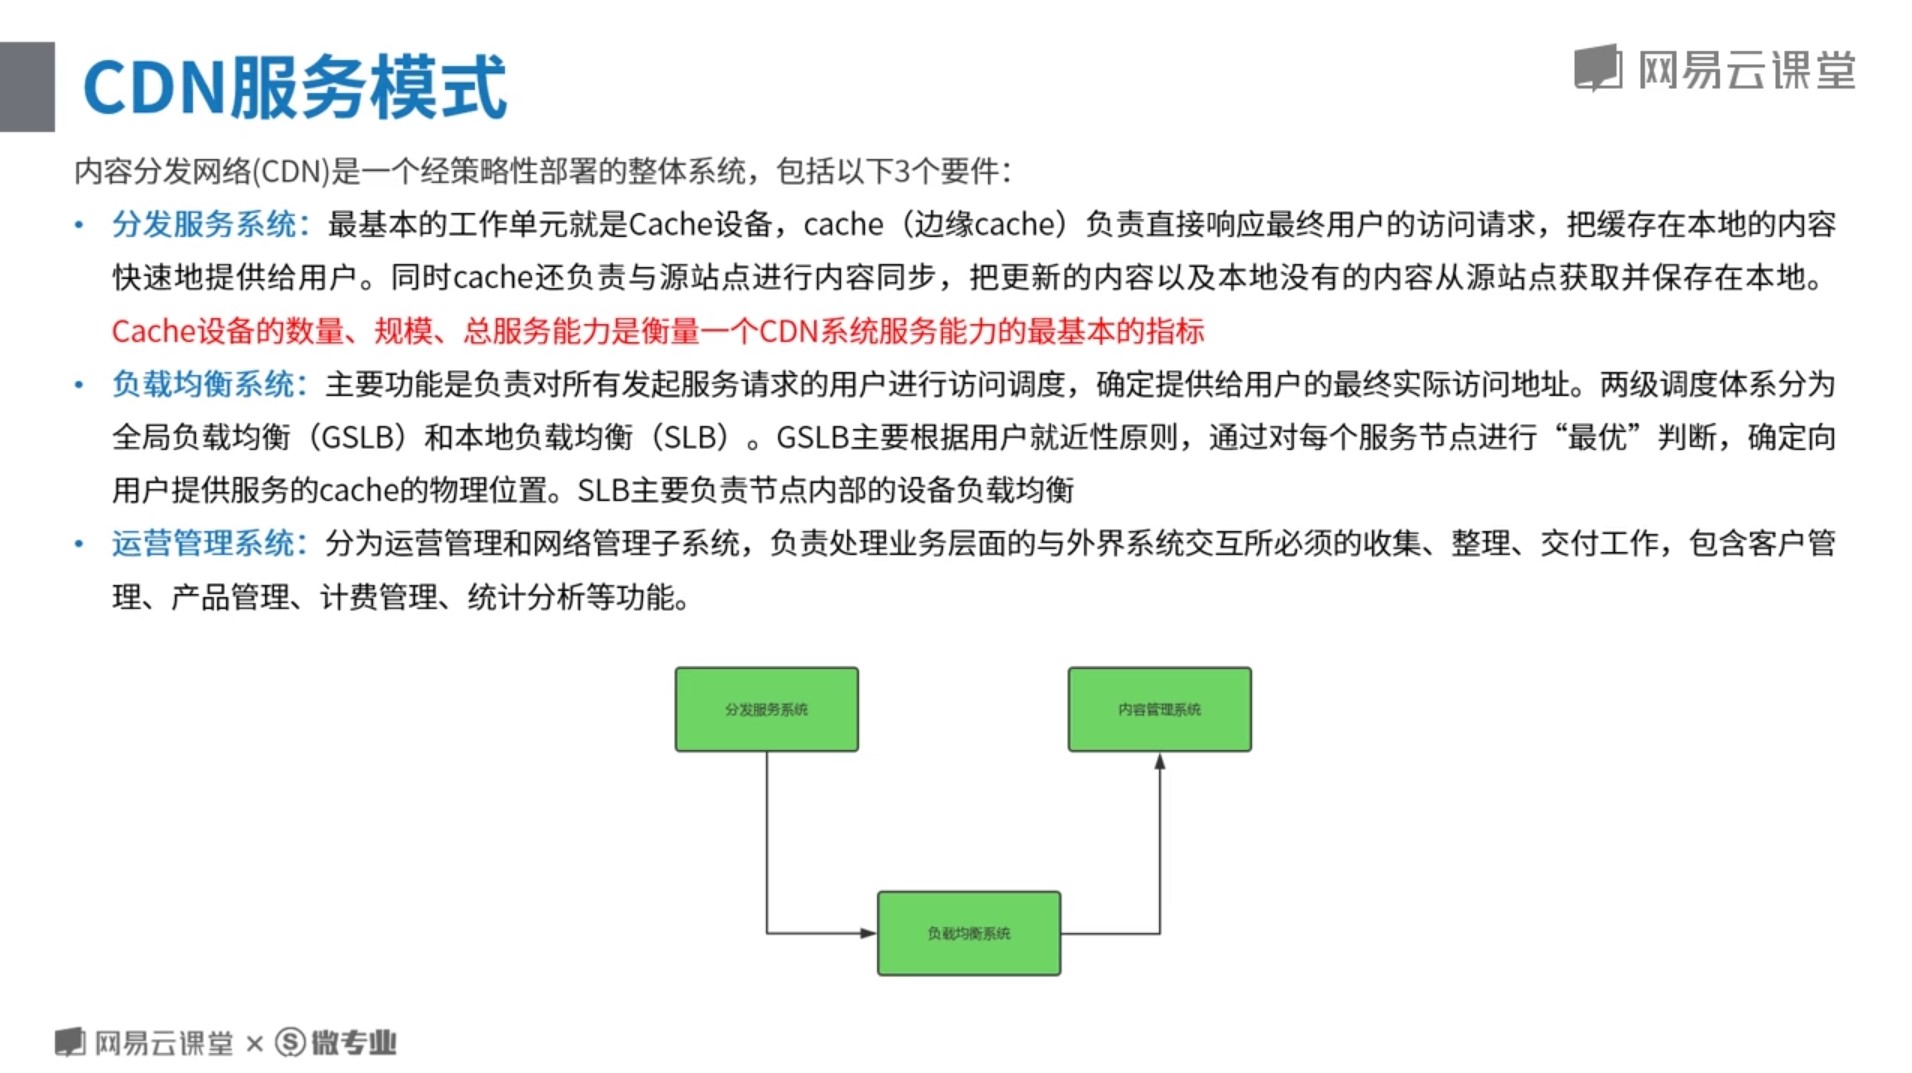 CDN服务模式
网易云课堂
内容分发网络(CDN)是一个经策略性部署的整体系统，包括以下3个要件：
• 分发服务系统：最基本的工作单元就是Cache设备，cache（边缘cache）负责直接响应最终用户的访问请求，把缓存在本地的内容
快速地提供给用户。同时cache还负责与源站点进行内容同步，把更新的内容以及本地没有的内容从源站点获取并保存在本地。
Cache设备的数量、规模、总服务能力是衡量一个CDN系统服务能力的最基本的指标
• 负载均衡系统：主要功能是负责对所有发起服务请求的用户进行访问调度，确定提供给用户的最终实际访问地址。两级调度体系分为
全局负载均衡（GSLB）和本地负载均衡（SLB）。GSLB主要根据用户就近性原则，通过对每个服务节点进行“最优”判断，确定向
用户提供服务的cache的物理位置。SLB主要负责节点内部的设备负载均衡
• 运营管理系统：分为运营管理和网络管理子系统，负责处理业务层面的与外界系统交互所必须的收集、整理、交付工作，包含客户管
理、产品管理、计费管理、统计分析等功能。
分发服务系统
内容管理系统
负载均衡系统
网易云课堂 × Ⓢ微专业